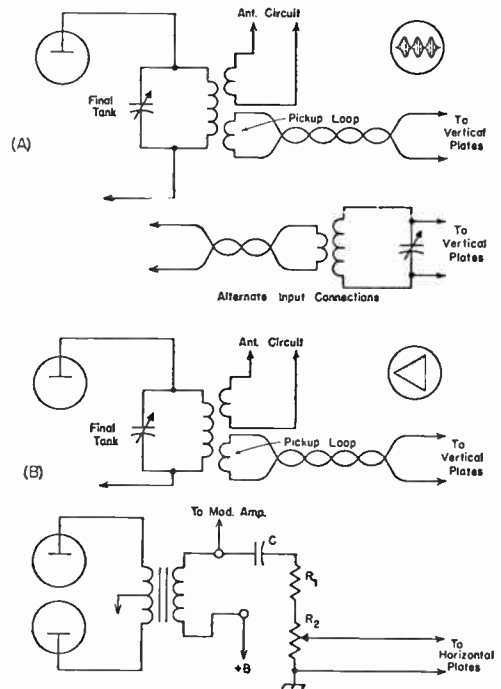 Ant. Circuit
Final
Tank
(A)
Pickup Loop
To
Vertical
Plates
To
Vertical
Plates
Alternate Input Connections
Ant. Circuit
Final
Tank
(B)
Pickup Loop
To
Vertical
Plates
To Mod. Amp.
C
R1
R2
+B
To
Horizontal
Plates